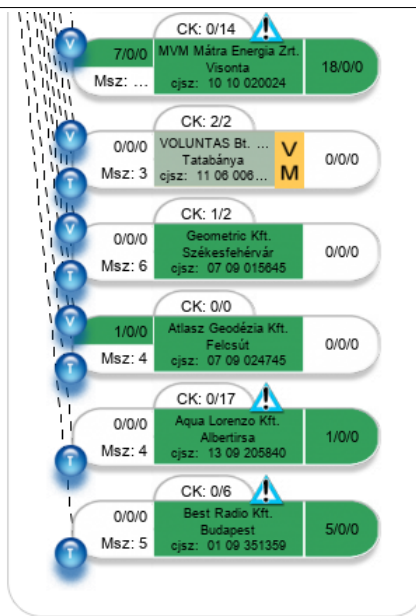 CK: 0/14
V
7/0/0
MVM Mátra Energia Zrt.
Visonta
18/0/0
Msz: ...
cjsz: 10 10 020024
CK: 2/2
V
0/0/0
VOLUNTAS Bt. ...
Tatabánya
V
M
0/0/0
T
Msz: 3
cjsz: 11 06 006...
CK: 1/2
V
0/0/0
Geometric Kft.
Székesfehérvár
0/0/0
T
Msz: 6
cjsz: 07 09 015645
CK: 0/0
V
1/0/0
Atlasz Geodézia Kft.
Felcsút
0/0/0
T
Msz: 4
cjsz: 07 09 024745
CK: 0/17
0/0/0
Aqua Lorenzo Kft.
Albertirsa
1/0/0
T
Msz: 4
cjsz: 13 09 205840
CK: 0/6
0/0/0
Best Radio Kft.
Budapest
5/0/0
T
Msz: 5
cjsz: 01 09 351359